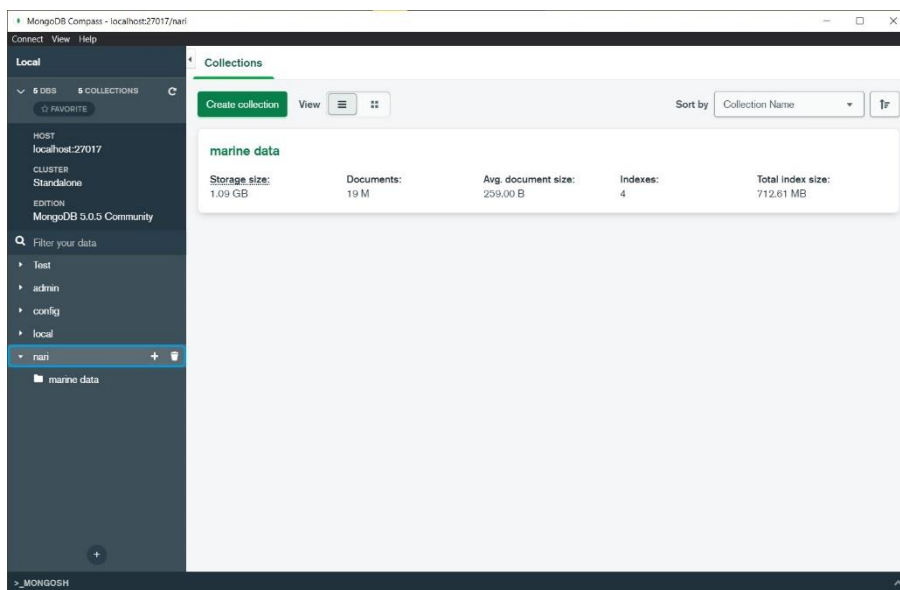 MongoDB Compass - localhost:27017/nari
Connect View Help
Local
5 DBS 5 COLLECTIONS
FAVORITE
HOST
localhost:27017
CLUSTER
Standalone
EDITION
MongoDB 5.0.5 Community
Filter your data
Test
admin
config
local
nari
marine data
>_MONGOSH
Collections
Create collection View Sort by Collection Name
marine data
Storage size: Documents: Avg. document size: Indexes: Total index size:
1.09 GB 19 M 259.00 B 4 712.61 MB